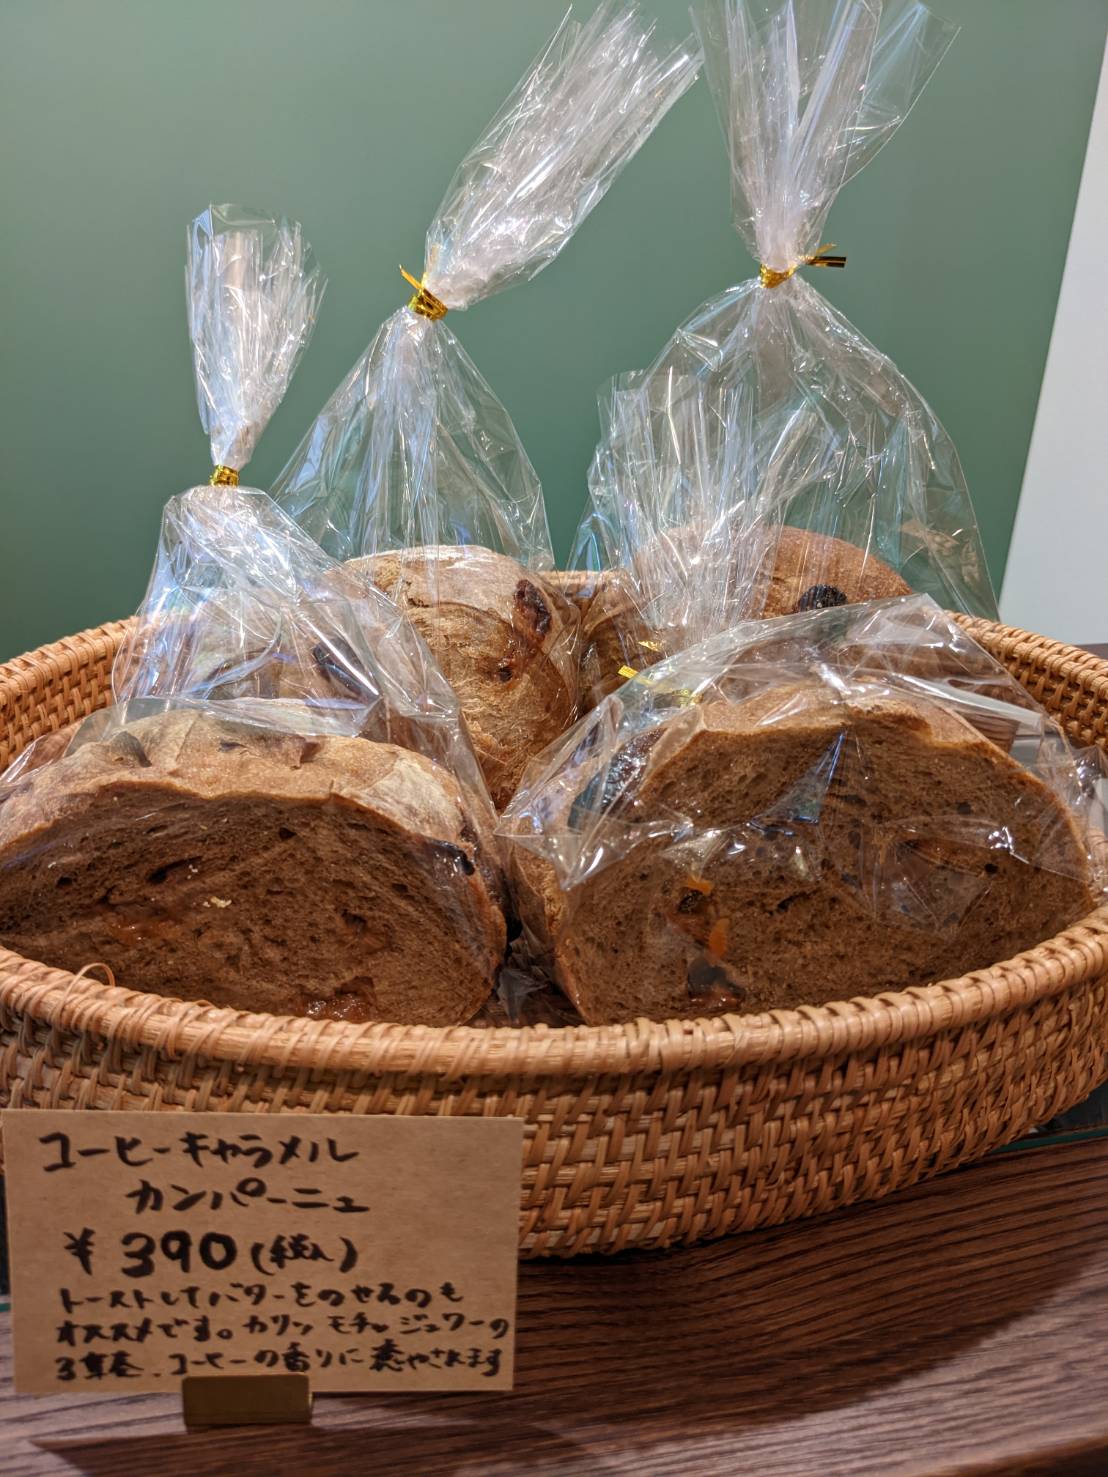 コーヒーキャラメル
カンパーニュ
¥390(税込)
トーストしてバターをのせるのも
オススメです。カリッ モチッ ジュワーの
3重奏、コーヒーの香りに癒やされます